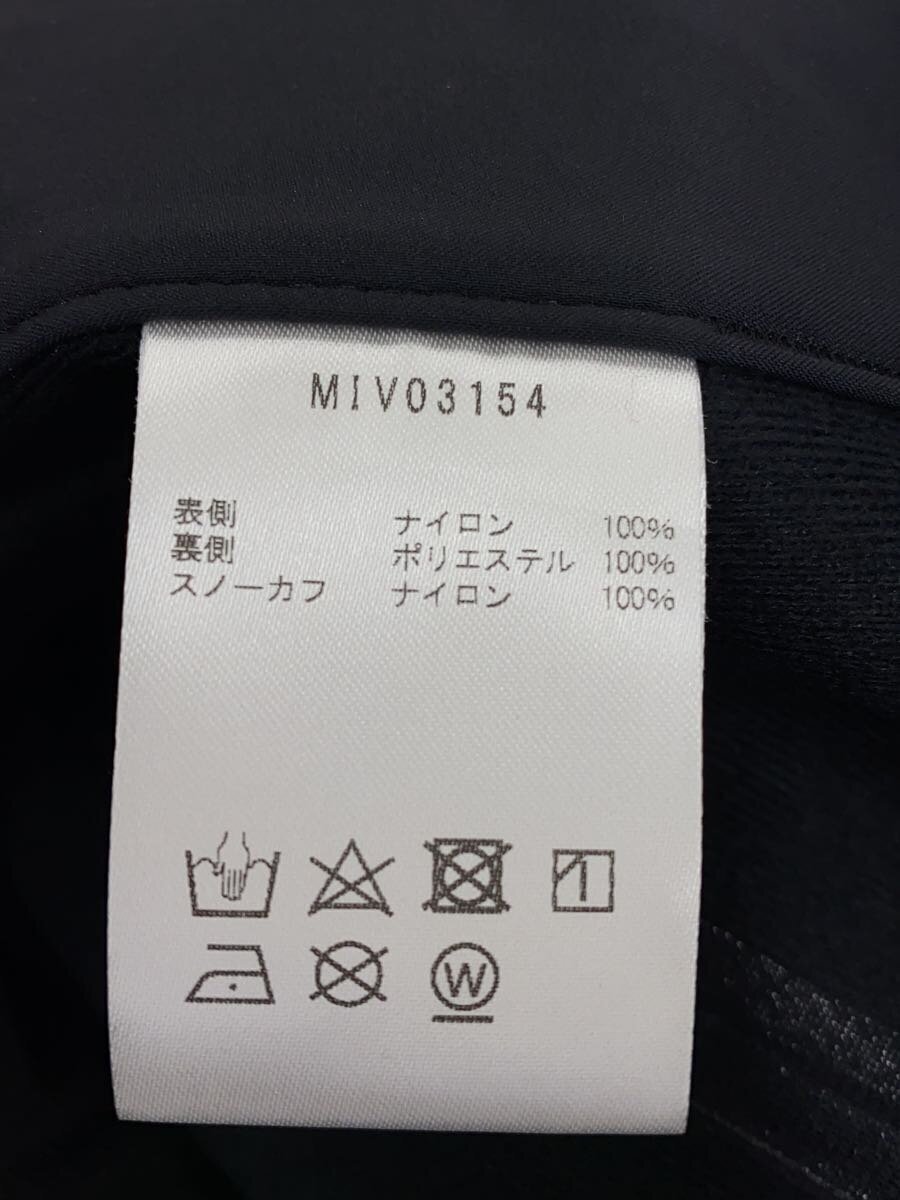 MIV03154
表側 ナイロン 100%
裏側 ポリエステル 100%
スノーカフ ナイロン 100%
W